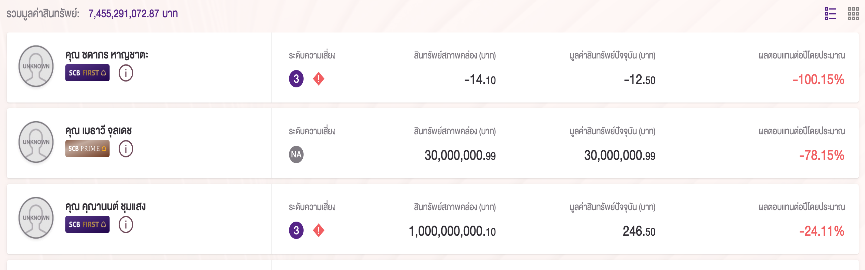 รวมมูลค่าสินทรัพย์: 7,455,291,072.87 บาท
UNKNOWN
คุณ ชดากร หาญชาตะ
SCB FIRST
ระดับความเสี่ยง
3
สินทรัพย์สภาพคล่อง (บาท)
-14.10
มูลค่าสินทรัพย์ปัจจุบัน (บาท)
-12.50
ผลตอบแทนต่อปีโดยประมาณ
-100.15%
UNKNOWN
คุณ เมธาวี จุลเดช
SCB PRIME
ระดับความเสี่ยง
NA
สินทรัพย์สภาพคล่อง (บาท)
30,000,000.99
มูลค่าสินทรัพย์ปัจจุบัน (บาท)
30,000,000.99
ผลตอบแทนต่อปีโดยประมาณ
-78.15%
UNKNOWN
คุณ คุณานนต์ ชุมแสง
SCB FIRST
ระดับความเสี่ยง
3
สินทรัพย์สภาพคล่อง (บาท)
1,000,000,000.10
มูลค่าสินทรัพย์ปัจจุบัน (บาท)
246.50
ผลตอบแทนต่อปีโดยประมาณ
-24.11%